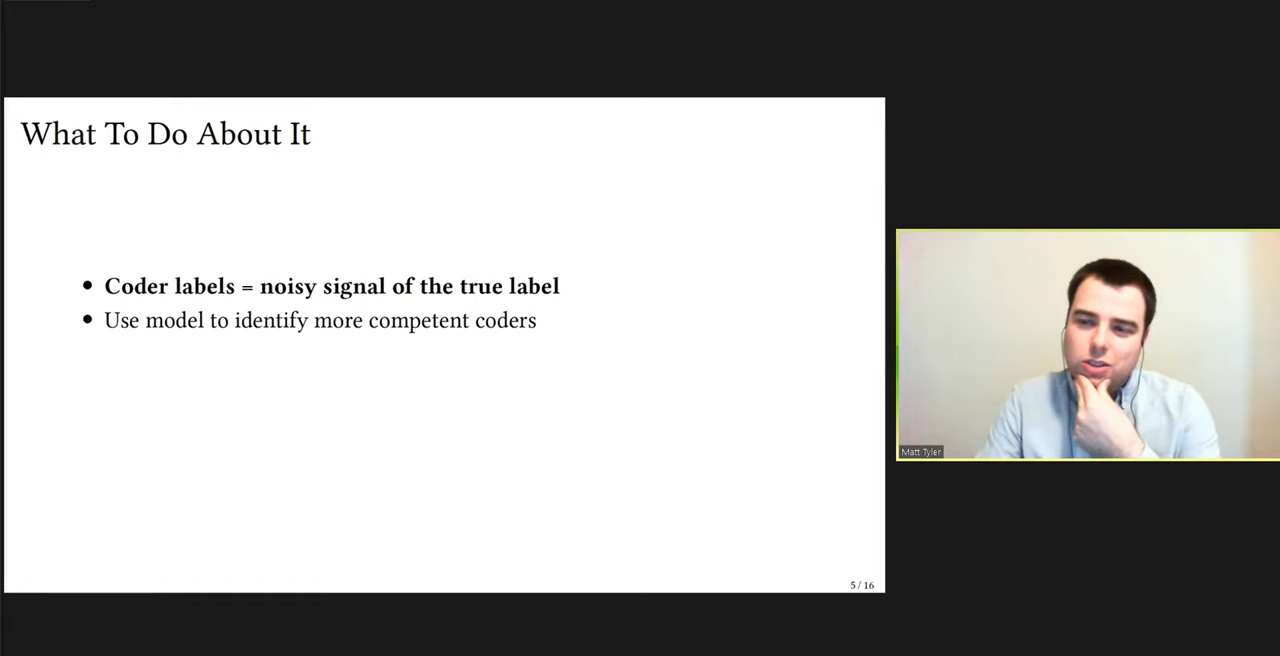 What To Do About It
• Coder labels = noisy signal of the true label
• Use model to identify more competent coders
5 / 16
Matt Tyler